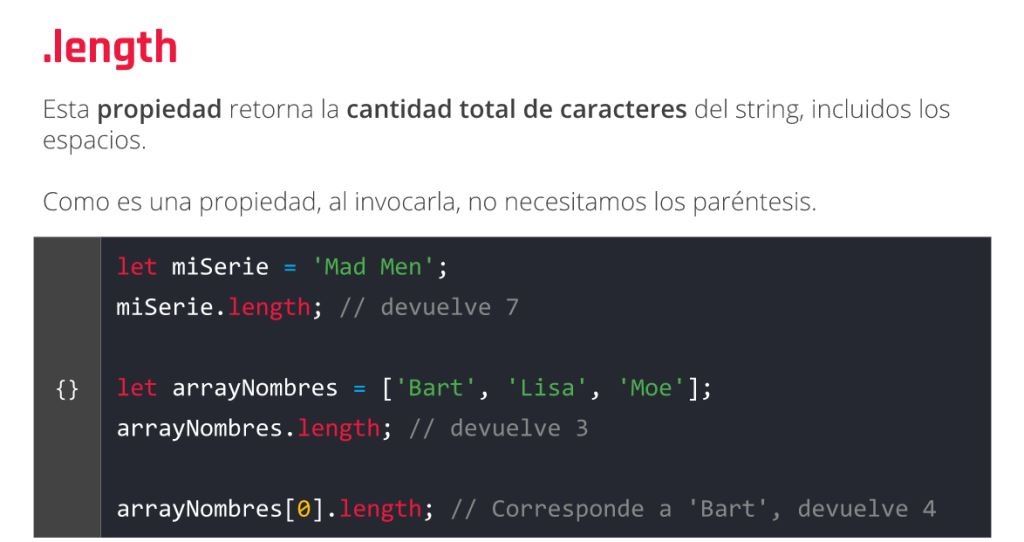 .length
Esta propiedad retorna la cantidad total de caracteres del string, incluidos los
espacios.
Como es una propiedad, al invocarla, no necesitamos los paréntesis.
let miSerie = 'Mad Men';
miSerie.length; // devuelve 7
{}
let arrayNombres = ['Bart', 'Lisa', 'Moe'];
arrayNombres.length; // devuelve 3
arrayNombres[0].length; // Corresponde a 'Bart', devuelve 4